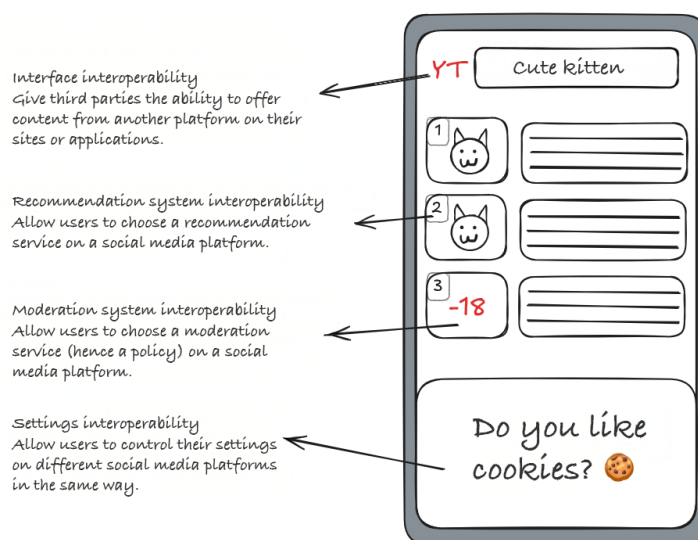 YT Cute kitten
Interface interoperability
Give third parties the ability to offer
content from another platform on their
sites or applications.
1
Recommendation system interoperability
Allow users to choose a recommendation
service on a social media platform.
2
Moderation system interoperability
Allow users to choose a moderation
service (hence a policy) on a social
media platform.
3
-18
Settings interoperability
Allow users to control their settings
on different social media platforms
in the same way.
Do you like
cookies?